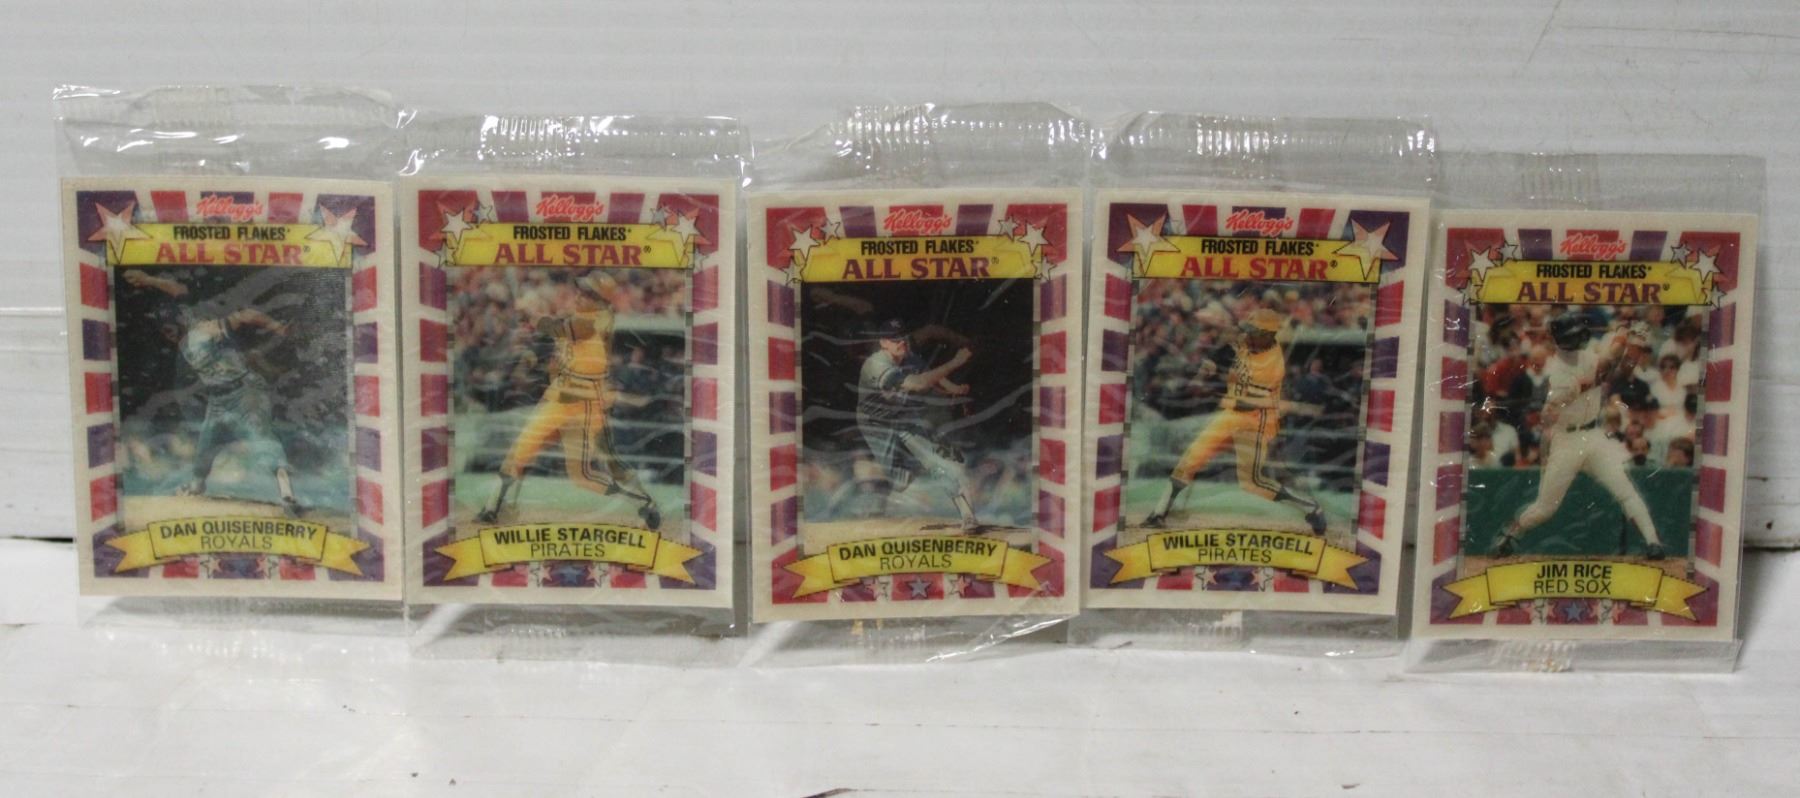 Kellogg's
FROSTED FLAKES®
ALL STAR®
DAN QUISENBERRY
ROYALS
Kellogg's
FROSTED FLAKES®
ALL STAR®
WILLIE STARGELL
PIRATES
Kellogg's
FROSTED FLAKES®
ALL STAR®
DAN QUISENBERRY
ROYALS
Kellogg's
FROSTED FLAKES®
ALL STAR®
WILLIE STARGELL
PIRATES
Kellogg's
FROSTED FLAKES®
ALL STAR®
JIM RICE
RED SOX